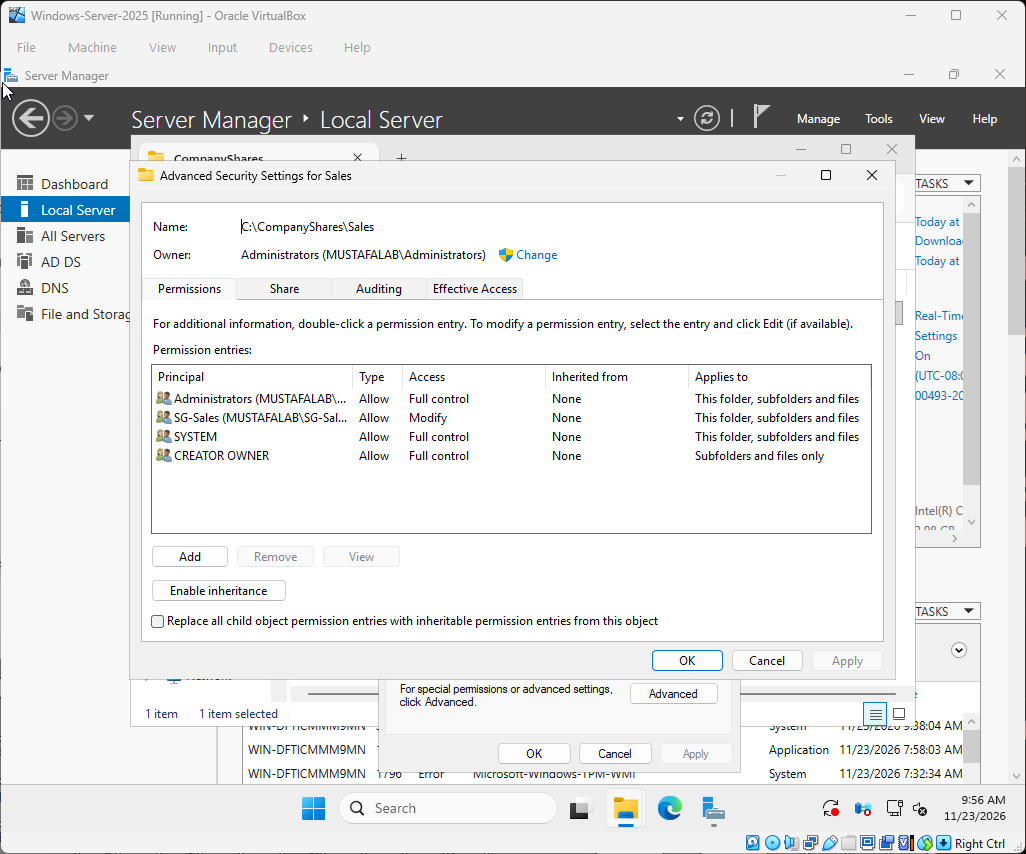 Windows-Server-2025 [Running] - Oracle VirtualBox
File Machine View Input Devices Help
Server Manager
Server Manager Local Server
Manage Tools View Help
CompanyShares
Advanced Security Settings for Sales
Dashboard
Local Server
All Servers
AD DS
DNS
File and Storag
Name: C:\CompanyShares\Sales
Owner: Administrators (MUSTAFALAB\Administrators) Change
Permissions Share Auditing Effective Access
For additional information, double-click a permission entry. To modify a permission entry, select the entry and click Edit (if available).
Permission entries:
Principal Type Access Inherited from Applies to
Administrators (MUSTAFALAB\... Allow Full control None This folder, subfolders and files
SG-Sales (MUSTAFALAB\SG-Sal... Allow Modify None This folder, subfolders and files
SYSTEM Allow Full control None This folder, subfolders and files
CREATOR OWNER Allow Full control None Subfolders and files only
Add Remove View
Enable inheritance
Replace all child object permission entries with inheritable permission entries from this object
OK Cancel Apply
TASKS
Today at
Downloa
Today at
Real-Time
Settings
On
(UTC-08:0
00493-20
Intel(R) C
TASKS
For special permissions or advanced settings,
click Advanced.
Advanced
1 item 1 item selected
OK Cancel Apply
WIN-DFTICMMM9MN System 11/23/2026 9:38:04 AM
WIN-DFTICMMM9MN Application 11/23/2026 7:58:03 AM
WIN-DFTICMMM9MN 1796 Error Microsoft-Windows-TPM-WMI System 11/23/2026 7:32:34 AM
Search
9:56 AM
11/23/2026
Right Ctrl